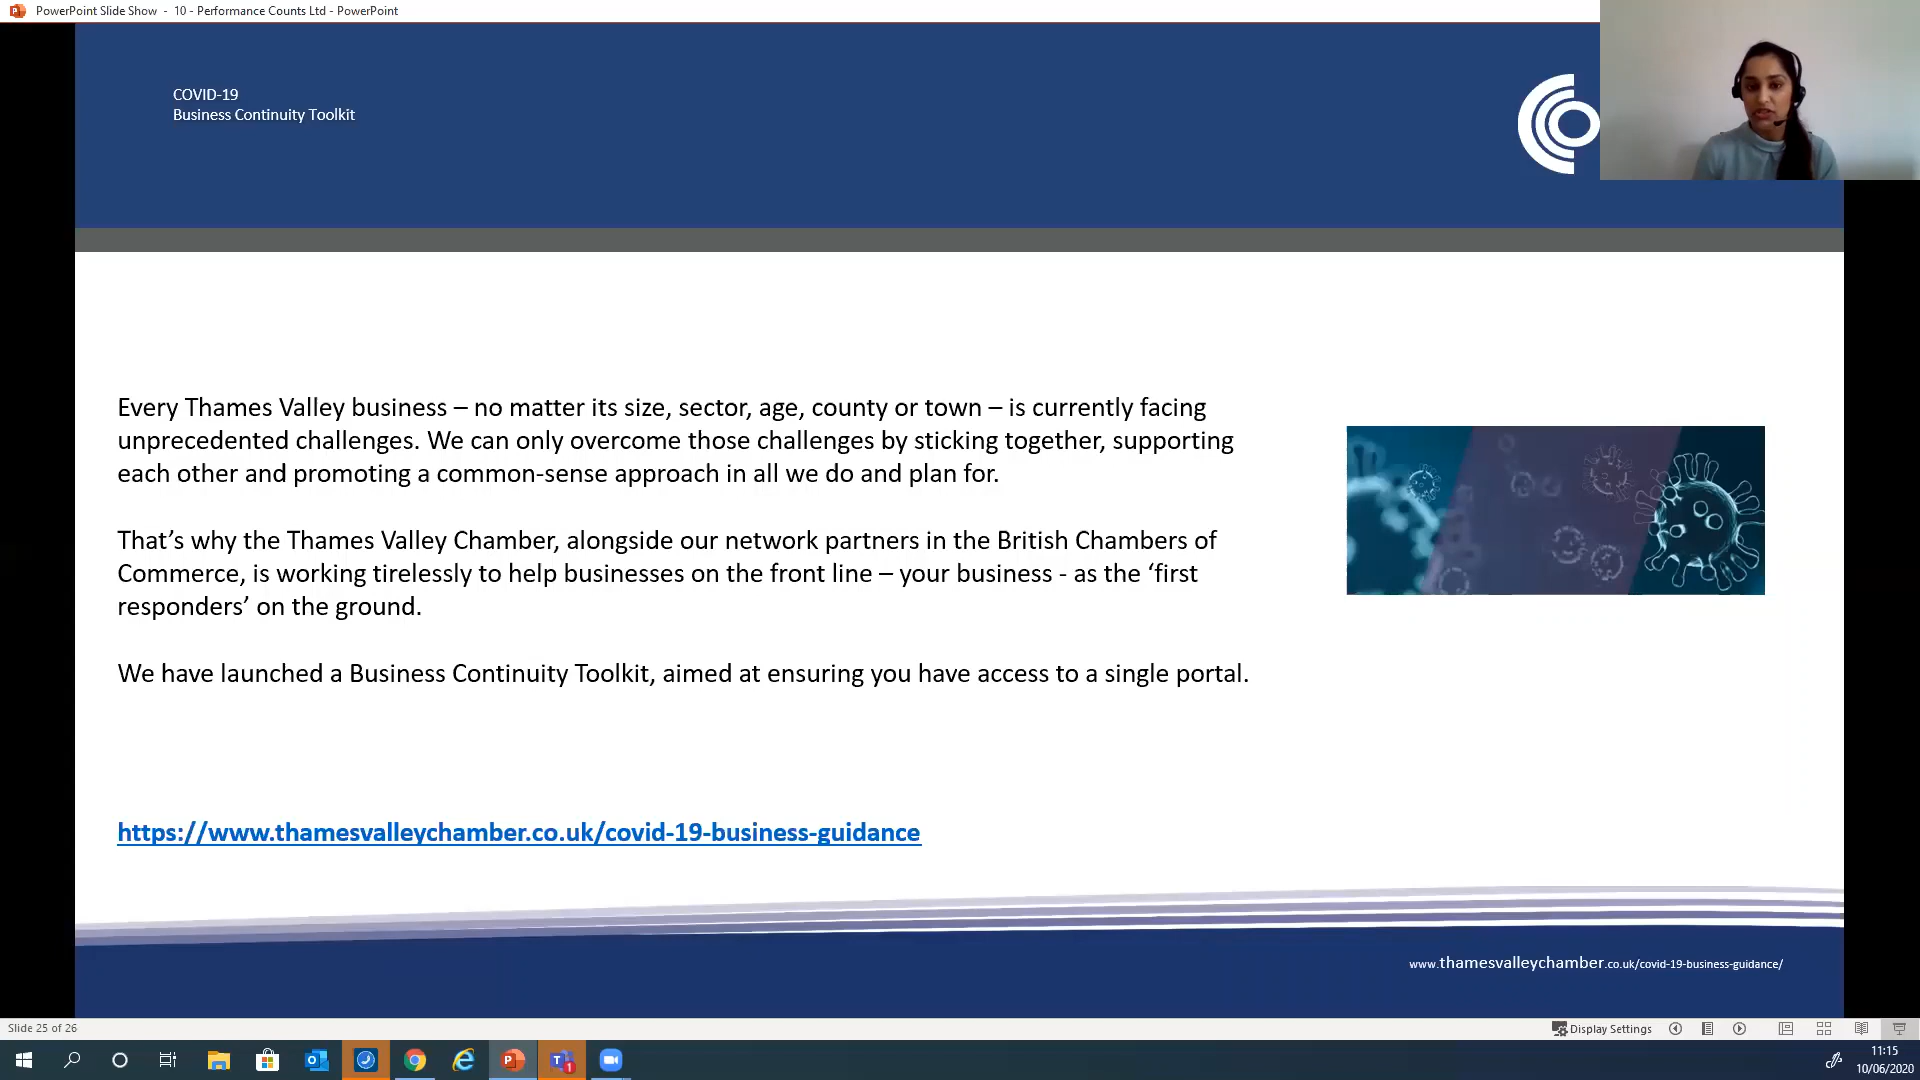 PowerPoint Slide Show - 10 - Performance Counts Ltd - PowerPoint
COVID-19
Business Continuity Toolkit
Every Thames Valley business – no matter its size, sector, age, county or town – is currently facing
unprecedented challenges. We can only overcome those challenges by sticking together, supporting
each other and promoting a common-sense approach in all we do and plan for.
That’s why the Thames Valley Chamber, alongside our network partners in the British Chambers of
Commerce, is working tirelessly to help businesses on the front line – your business - as the ‘first
responders’ on the ground.
We have launched a Business Continuity Toolkit, aimed at ensuring you have access to a single portal.
https://www.thamesvalleychamber.co.uk/covid-19-business-guidance
www.thamesvalleychamber.co.uk/covid-19-business-guidance/
Slide 25 of 26
Display Settings
11:15
10/06/2020